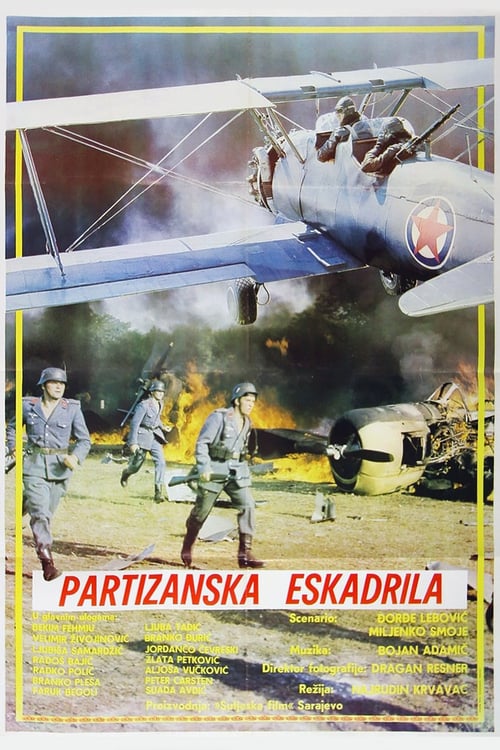 PARTIZANSKA ESKADRILA
U glavnim ulogama:
BEKIM FEHMIU
VELIMIR ŽIVOJINOVIĆ
LJUBIŠA SAMARDŽIĆ
RADOŠ BAJIĆ
RADKO POLIČ
BRANKO PLEŠA
FARUK BEGOLI
LJUBA TADIĆ
BRANKO ĐURIĆ
JORDANČO ČEVRESKI
ZLATA PETKOVIĆ
ALJOŠA VUČKOVIĆ
PETER CARSTEN
SUADA AVDIĆ
Scenario: ĐORĐE LEBOVIĆ
MILJENKO SMOJE
Muzika: BOJAN ADAMIČ
Direktor fotografije: DRAGAN RESNER
Režija: HAJRUDIN KRVAVAC
Proizvodnja: »Sutjeska film« Sarajevo